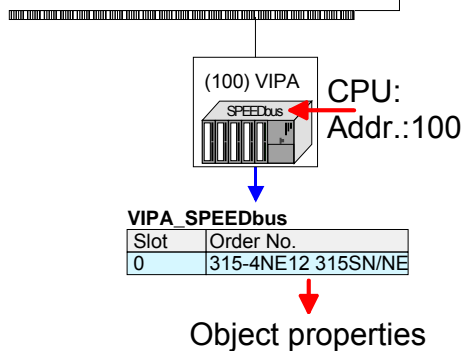 (100) VIPA
CPU:
SPEEDbus
Addr.:100
VIPA_SPEEDbus
Slot Order No.
0 315-4NE12 315SN/NE
Object properties